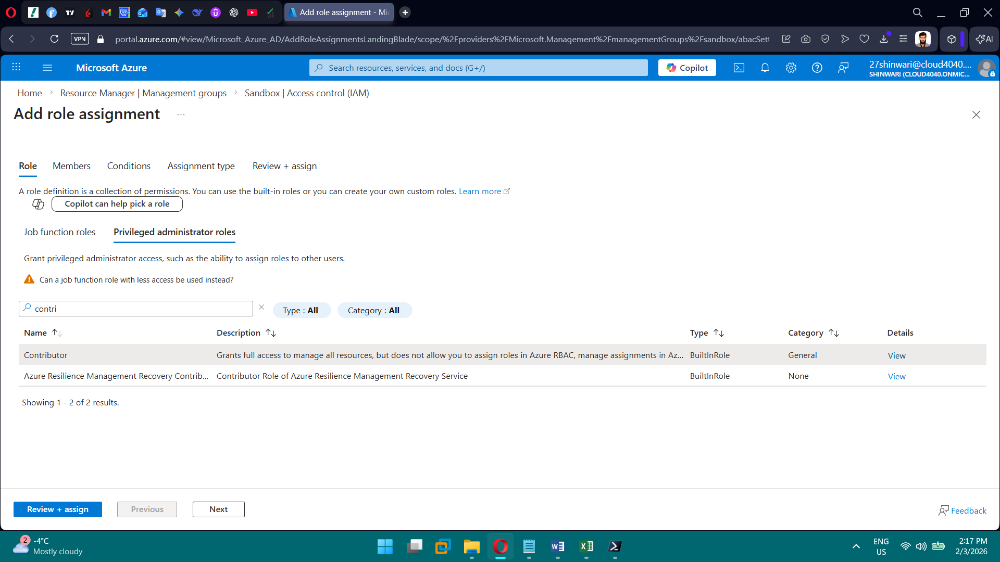 Add role assignment - Mic
VPN
portal.azure.com/#view/Microsoft_Azure_AD/AddRoleAssignmentsLandingBlade/scope/%2Fproviders%2FMicrosoft.Management%2FmanagementGroups%2Fsandbox/abacSett
AI
Microsoft Azure
Search resources, services, and docs (G+/)
Copilot
27shinwari@cloud4040....
SHINWARI (CLOUD4040.ONMIC...
Home > Resource Manager | Management groups > Sandbox | Access control (IAM)
Add role assignment ...
Role Members Conditions Assignment type Review + assign
A role definition is a collection of permissions. You can use the built-in roles or you can create your own custom roles. Learn more
Copilot can help pick a role
Job function roles Privileged administrator roles
Grant privileged administrator access, such as the ability to assign roles to other users.
Can a job function role with less access be used instead?
contri
Type : All
Category : All
Name Description Type Category Details
Contributor Grants full access to manage all resources, but does not allow you to assign roles in Azure RBAC, manage assignments in Az... BuiltInRole General View
Azure Resilience Management Recovery Contrib... Contributor Role of Azure Resilience Management Recovery Service BuiltInRole None View
Showing 1 - 2 of 2 results.
Review + assign Previous Next
Feedback
2
-4°C
Mostly cloudy
ENG
US
2:17 PM
2/3/2026